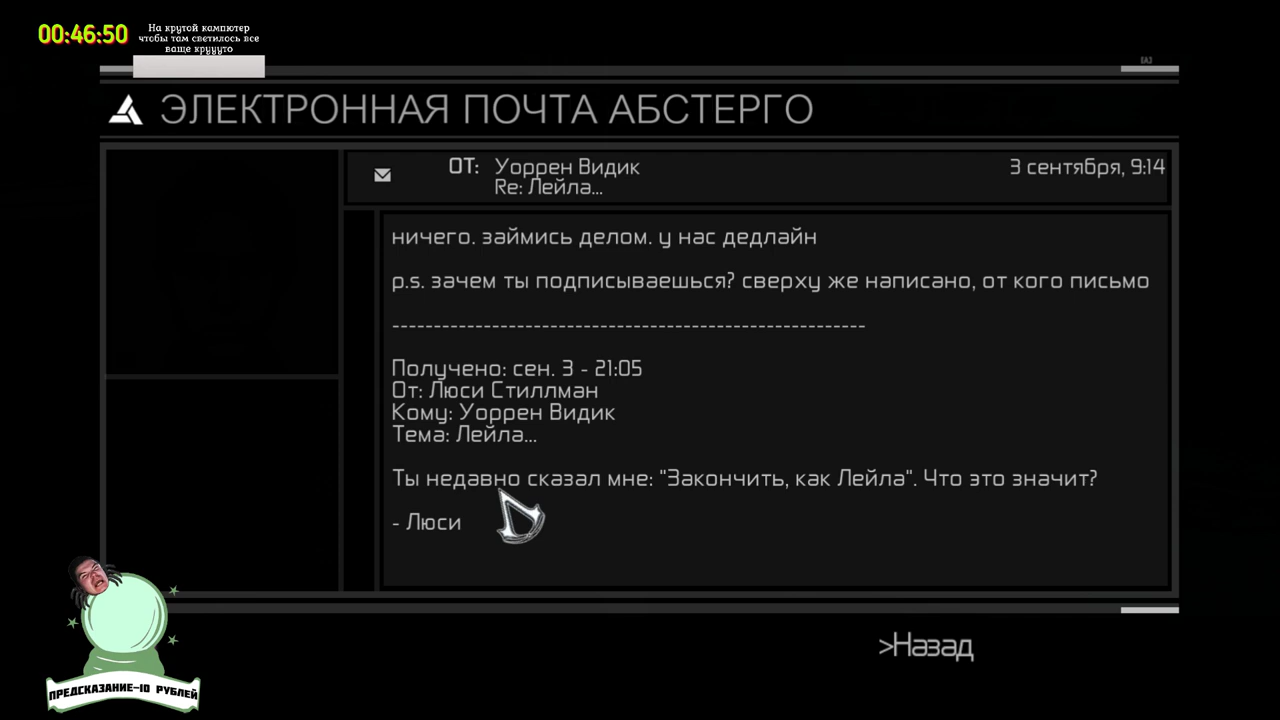 00:46:50
На крутой кампютер
чтобы там светилось все
ваще круууто
(A)
ЭЛЕКТРОННАЯ ПОЧТА АБСТЕРГО
ОТ: Уоррен Видик
3 сентября, 9:14
Re: Лейла...
ничего. займись делом. у нас дедлайн
p.s. зачем ты подписываешься? сверху же написано, от кого письмо
--------------------------------------------------------
Получено: сен. 3 - 21:05
От: Люси Стиллман
Кому: Уоррен Видик
Тема: Лейла...
Ты недавно сказал мне: "Закончить, как Лейла". Что это значит?
- Люси
>Назад
ПРЕДСКАЗАНИЕ-10 РУБЛЕЙ